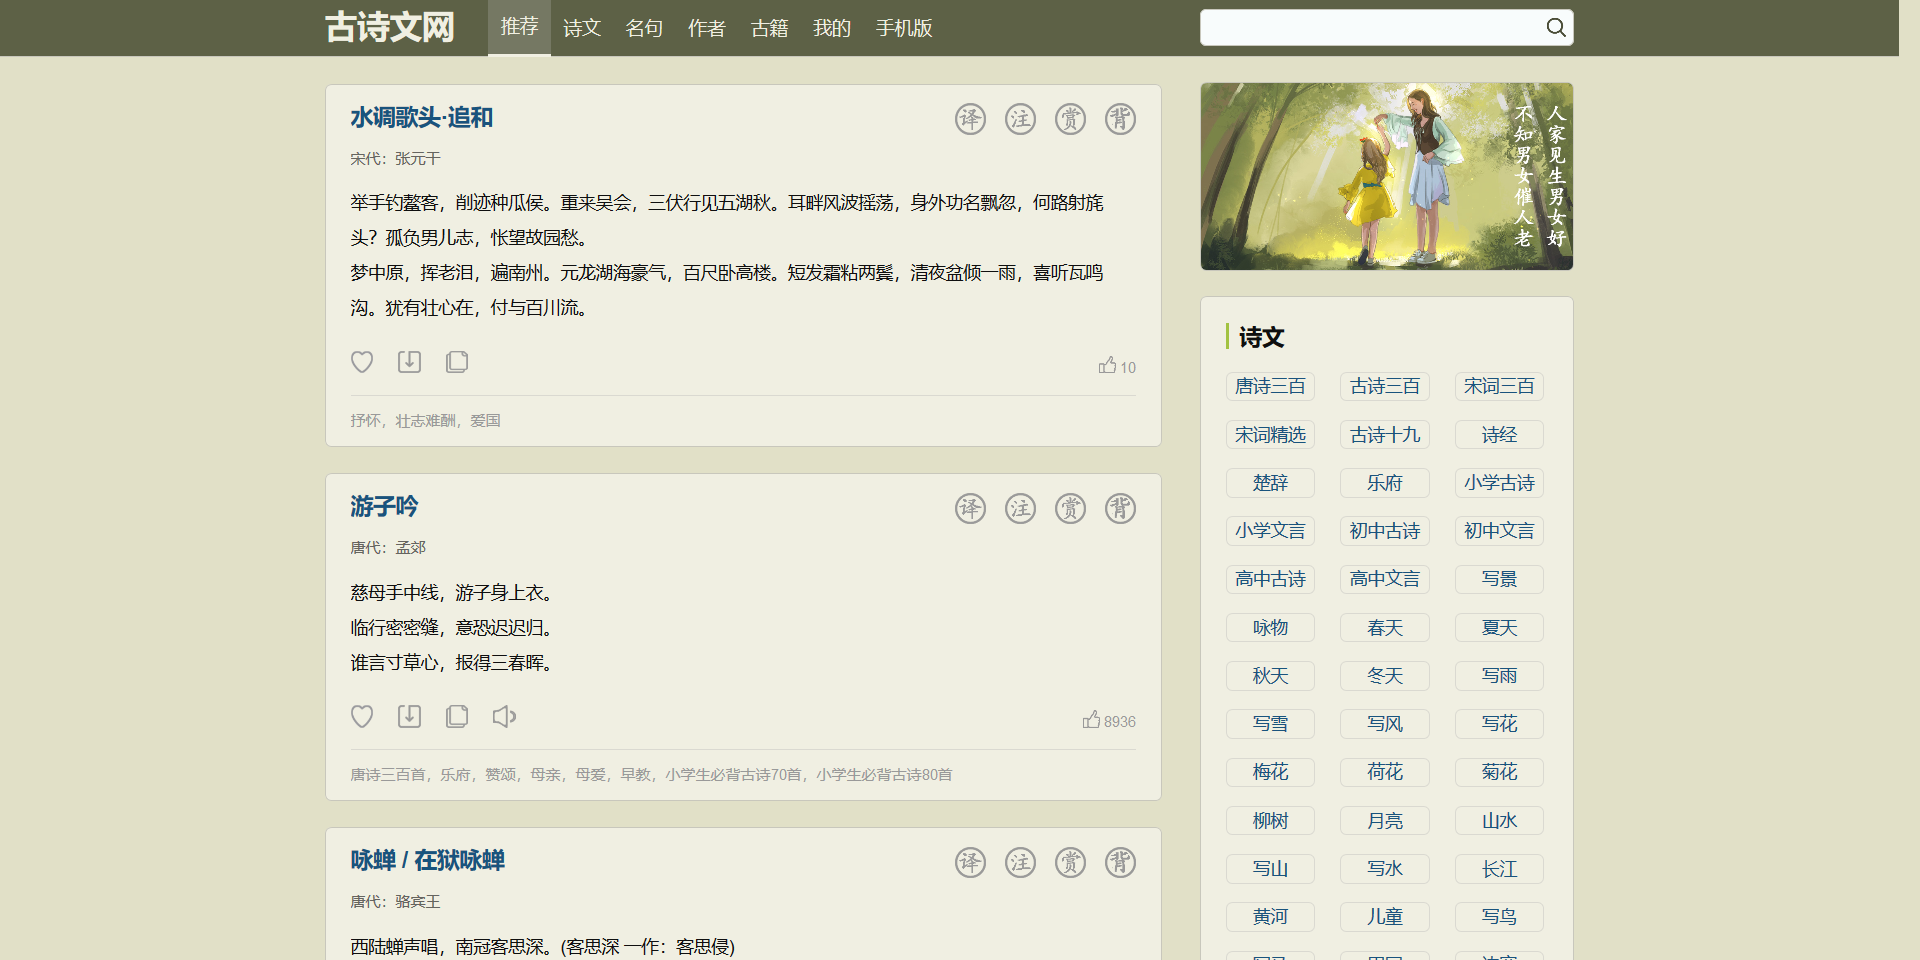 古诗文网
推荐 诗文 名句 作者 古籍 我的 手机版
水调歌头·追和
译 注 赏 背
宋代：张元干
举手钓鳌客，削迹种瓜侯。重来吴会，三伏行见五湖秋。耳畔风波摇荡，身外功名飘忽，何路射旄
头？孤负男儿志，怅望故园愁。
梦中原，挥老泪，遍南州。元龙湖海豪气，百尺卧高楼。短发霜粘两鬓，清夜盆倾一雨，喜听瓦鸣
沟。犹有壮心在，付与百川流。
10
抒怀，壮志难酬，爱国
游子吟
译 注 赏 背
唐代：孟郊
慈母手中线，游子身上衣。
临行密密缝，意恐迟迟归。
谁言寸草心，报得三春晖。
8936
唐诗三百首，乐府，赞颂，母亲，母爱，早教，小学生必背古诗70首，小学生必背古诗80首
咏蝉 / 在狱咏蝉
译 注 赏 背
唐代：骆宾王
西陆蝉声唱，南冠客思深。(客思深 一作：客思侵)
人家见生男女好
不知男女催人老
诗文
唐诗三百 古诗三百 宋词三百
宋词精选 古诗十九 诗经
楚辞 乐府 小学古诗
小学文言 初中古诗 初中文言
高中古诗 高中文言 写景
咏物 春天 夏天
秋天 冬天 写雨
写雪 写风 写花
梅花 荷花 菊花
柳树 月亮 山水
写山 写水 长江
黄河 儿童 写鸟